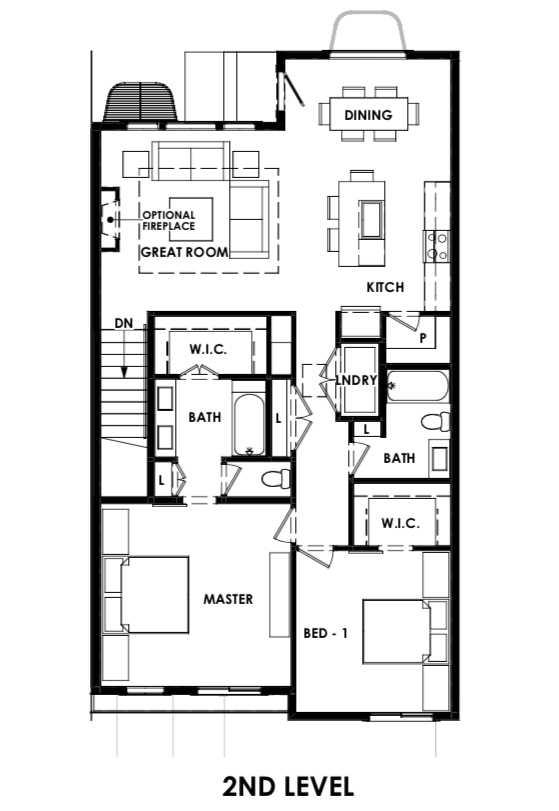 DINING
OPTIONAL
FIREPLACE
GREAT ROOM
KITCH
DN
P
W.I.C.
LNDRY
BATH
L
L
BATH
L
W.I.C.
MASTER
BED - 1
2ND LEVEL